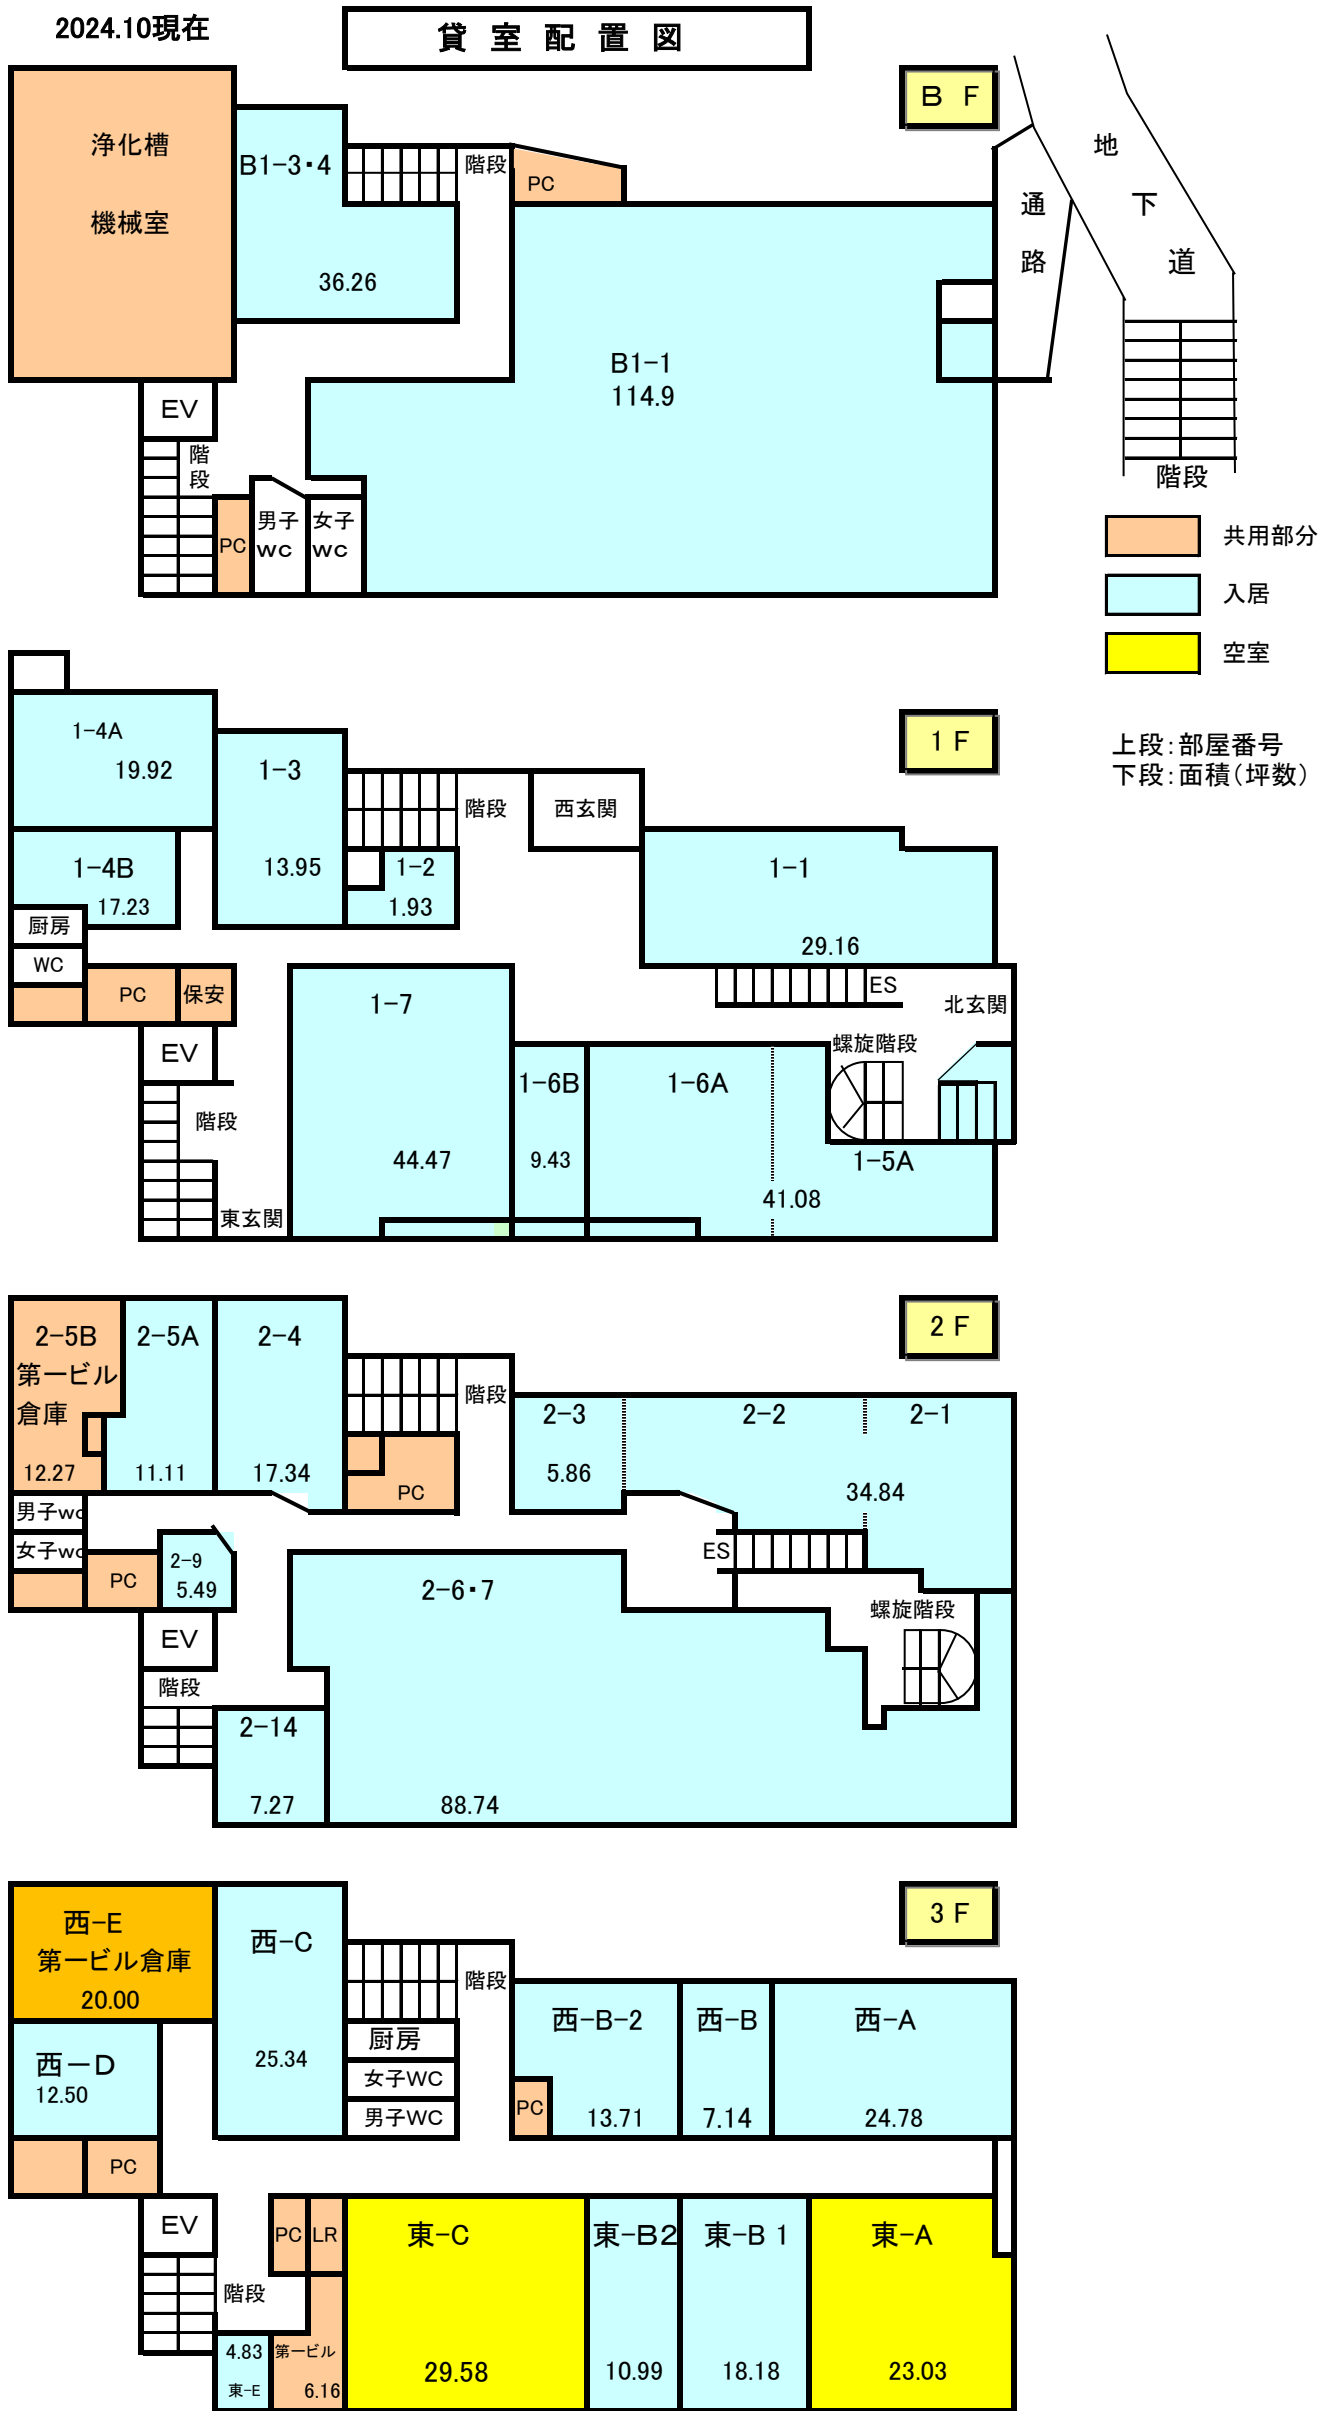 2024.10現在
貸室配置図
BF
浄化槽
機械室
B1-3・4
36.26
階段
PC
B1-1
114.9
通路
地下道
階段
EV
階段
PC
男子
WC
女子
WC
共用部分
入居
空室
上段：部屋番号
下段：面積（坪数）
1F
1-4A
19.92
1-3
13.95
階段
西玄関
1-4B
17.23
1-2
1.93
1-1
29.16
厨房
WC
PC
保安
ES
北玄関
1-7
44.47
螺旋階段
EV
1-6B
9.43
1-6A
階段
1-5A
41.08
東玄関
2F
2-5B
第一ビル
倉庫
12.27
2-5A
11.11
2-4
17.34
階段
PC
2-3
5.86
2-2
2-1
34.84
男子wc
女子wc
PC
2-9
5.49
ES
2-6・7
88.74
螺旋階段
EV
階段
2-14
7.27
3F
西-E
第一ビル倉庫
20.00
西-C
25.34
階段
西-B-2
13.71
西-B
7.14
西-A
24.78
厨房
女子WC
男子WC
西－D
12.50
PC
PC
EV
階段
PC
LR
東-C
29.58
東-B2
10.99
東-B 1
18.18
東-A
23.03
4.83
東-E
第一ビル
6.16